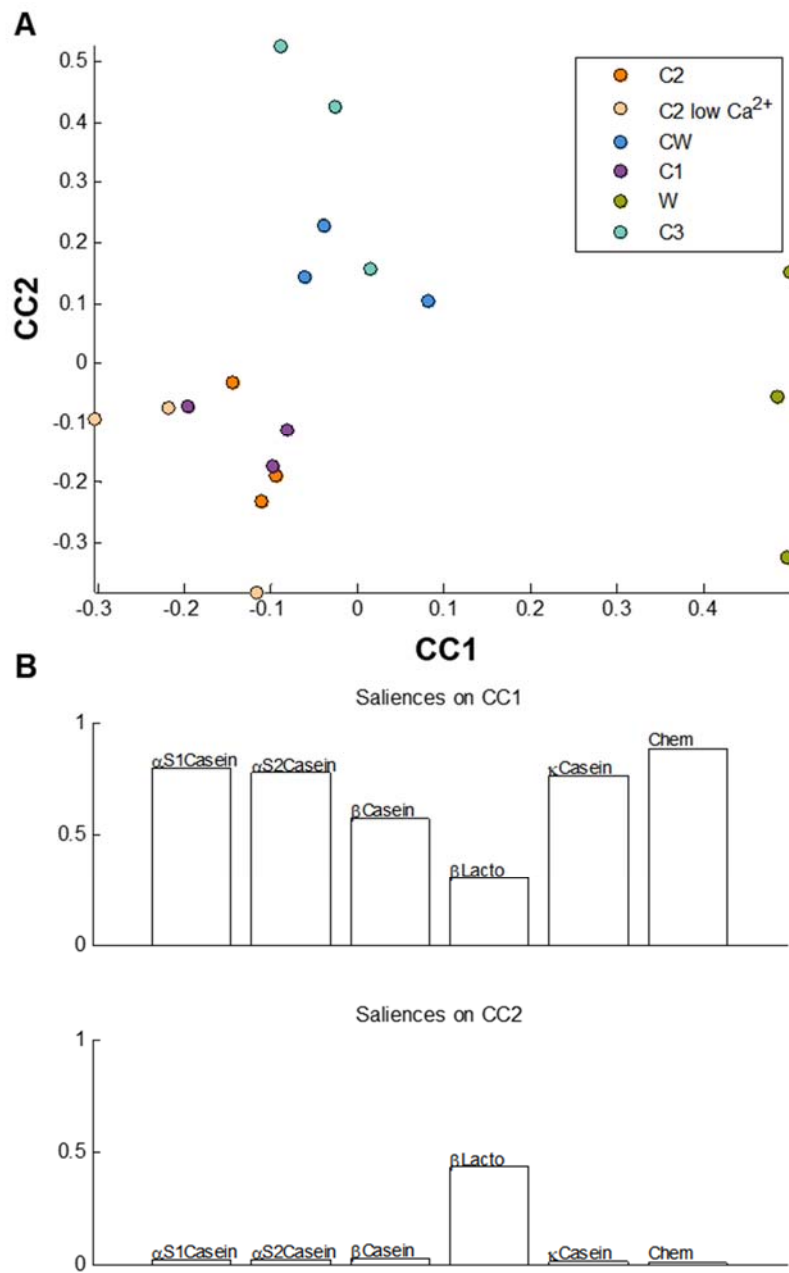 A
0.5
0.4
0.3
0.2
0.1
0
-0.1
-0.2
-0.3
CC2
C2
C2 low Ca²⁺
CW
C1
W
C3
-0.3 -0.2 -0.1 0 0.1 0.2 0.3 0.4
CC1
B
Saliences on CC1
1
0.5
0
αS1Casein αS2Casein βCasein βLacto κCasein Chem
Saliences on CC2
1
0.5
0
αS1Casein αS2Casein βCasein βLacto κCasein Chem